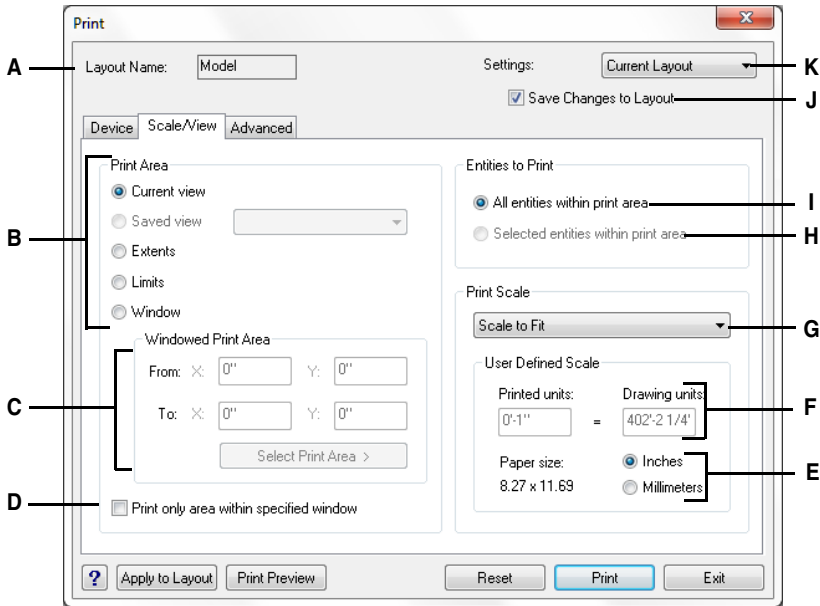 Print
A
Layout Name:
Model
Settings:
Current Layout
K
Save Changes to Layout
J
Device
Scale/View
Advanced
Print Area
Current view
B
Saved view
Extents
Limits
Window
Windowed Print Area
C
From: X: 0'' Y: 0''
To: X: 0'' Y: 0''
Select Print Area >
D
Print only area within specified window
Entities to Print
All entities within print area
I
Selected entities within print area
H
Print Scale
Scale to Fit
G
User Defined Scale
Printed units:
Drawing units:
0'-1'' = 402'-2 1/4'
F
Paper size:
8.27 x 11.69
Inches
Millimeters
E
?
Apply to Layout
Print Preview
Reset
Print
Exit